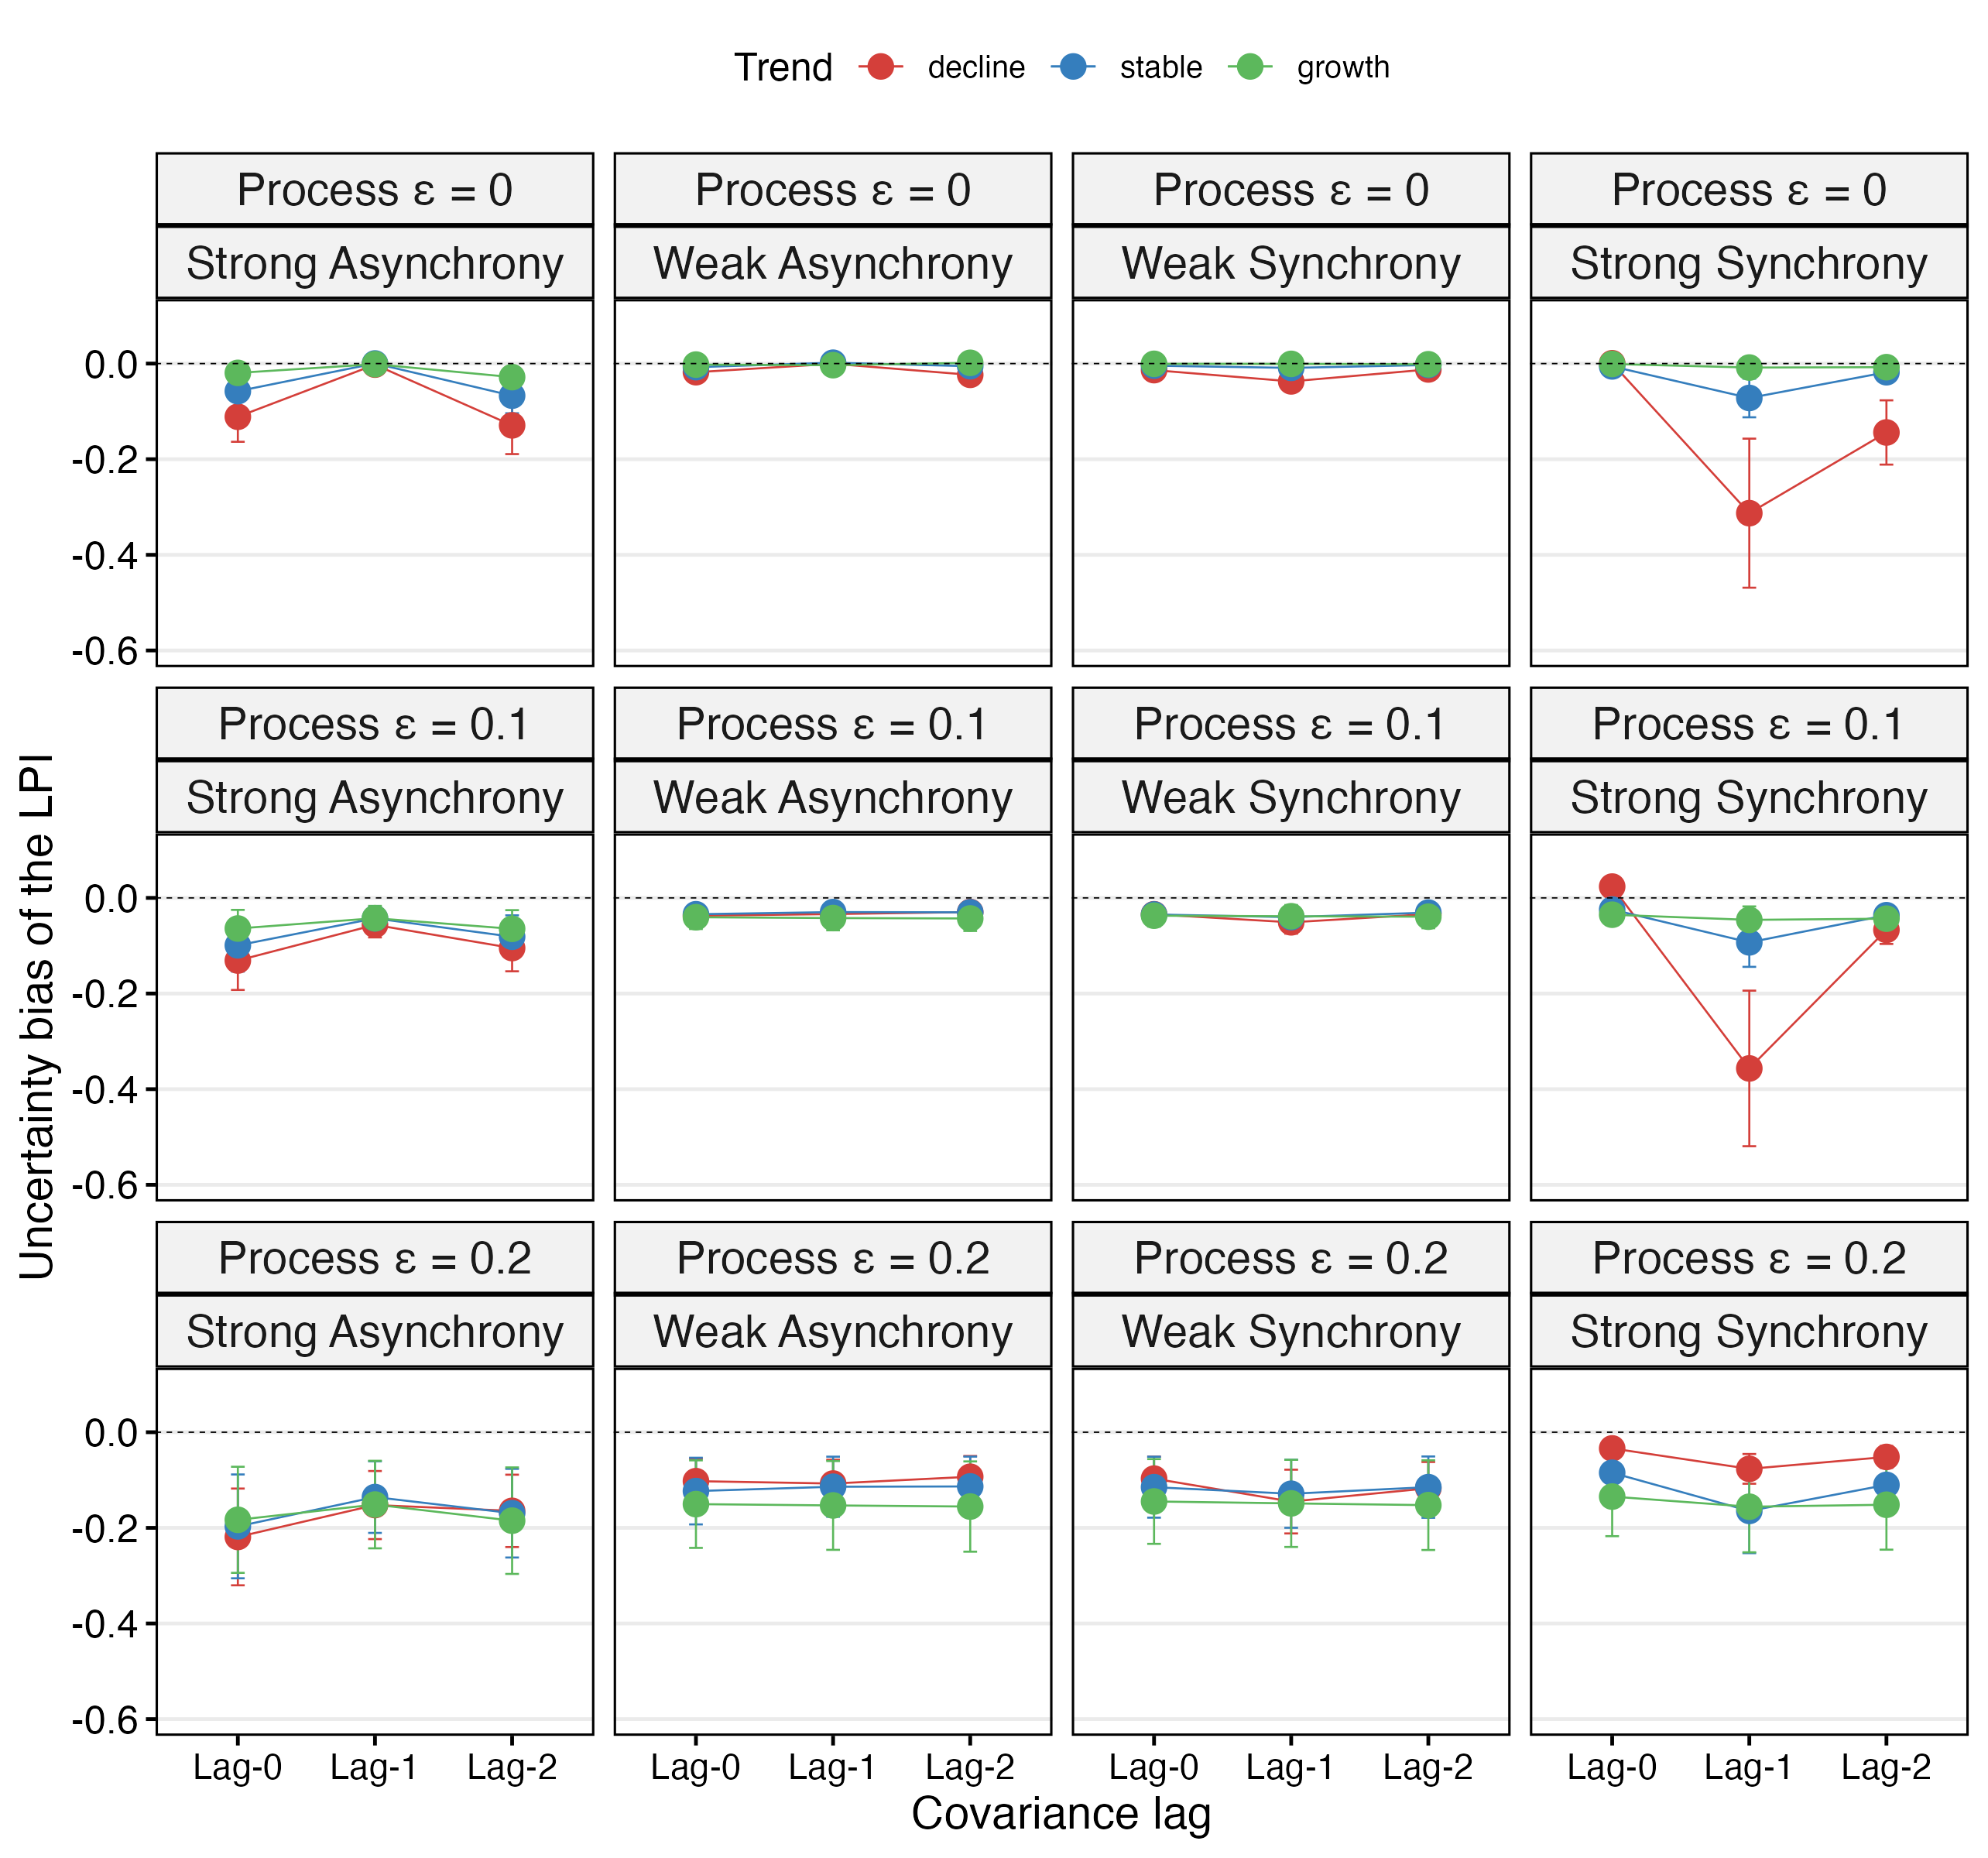 Trend decline stable growth
Process ε = 0 Process ε = 0 Process ε = 0 Process ε = 0
Strong Asynchrony Weak Asynchrony Weak Synchrony Strong Synchrony
0.0
-0.2
-0.4
-0.6
Process ε = 0.1 Process ε = 0.1 Process ε = 0.1 Process ε = 0.1
Strong Asynchrony Weak Asynchrony Weak Synchrony Strong Synchrony
0.0
-0.2
-0.4
-0.6
Uncertainty bias of the LPI
Process ε = 0.2 Process ε = 0.2 Process ε = 0.2 Process ε = 0.2
Strong Asynchrony Weak Asynchrony Weak Synchrony Strong Synchrony
0.0
-0.2
-0.4
-0.6
Lag-0 Lag-1 Lag-2 Lag-0 Lag-1 Lag-2 Lag-0 Lag-1 Lag-2 Lag-0 Lag-1 Lag-2
Covariance lag